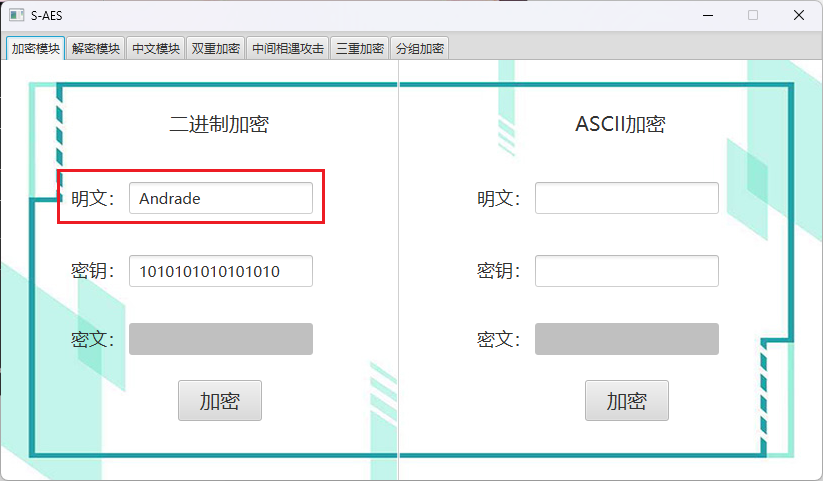 S-AES
加密模块 解密模块 中文模块 双重加密 中间相遇攻击 三重加密 分组加密
二进制加密
明文： Andrade
密钥： 1010101010101010
密文：
加密
ASCII加密
明文：
密钥：
密文：
加密